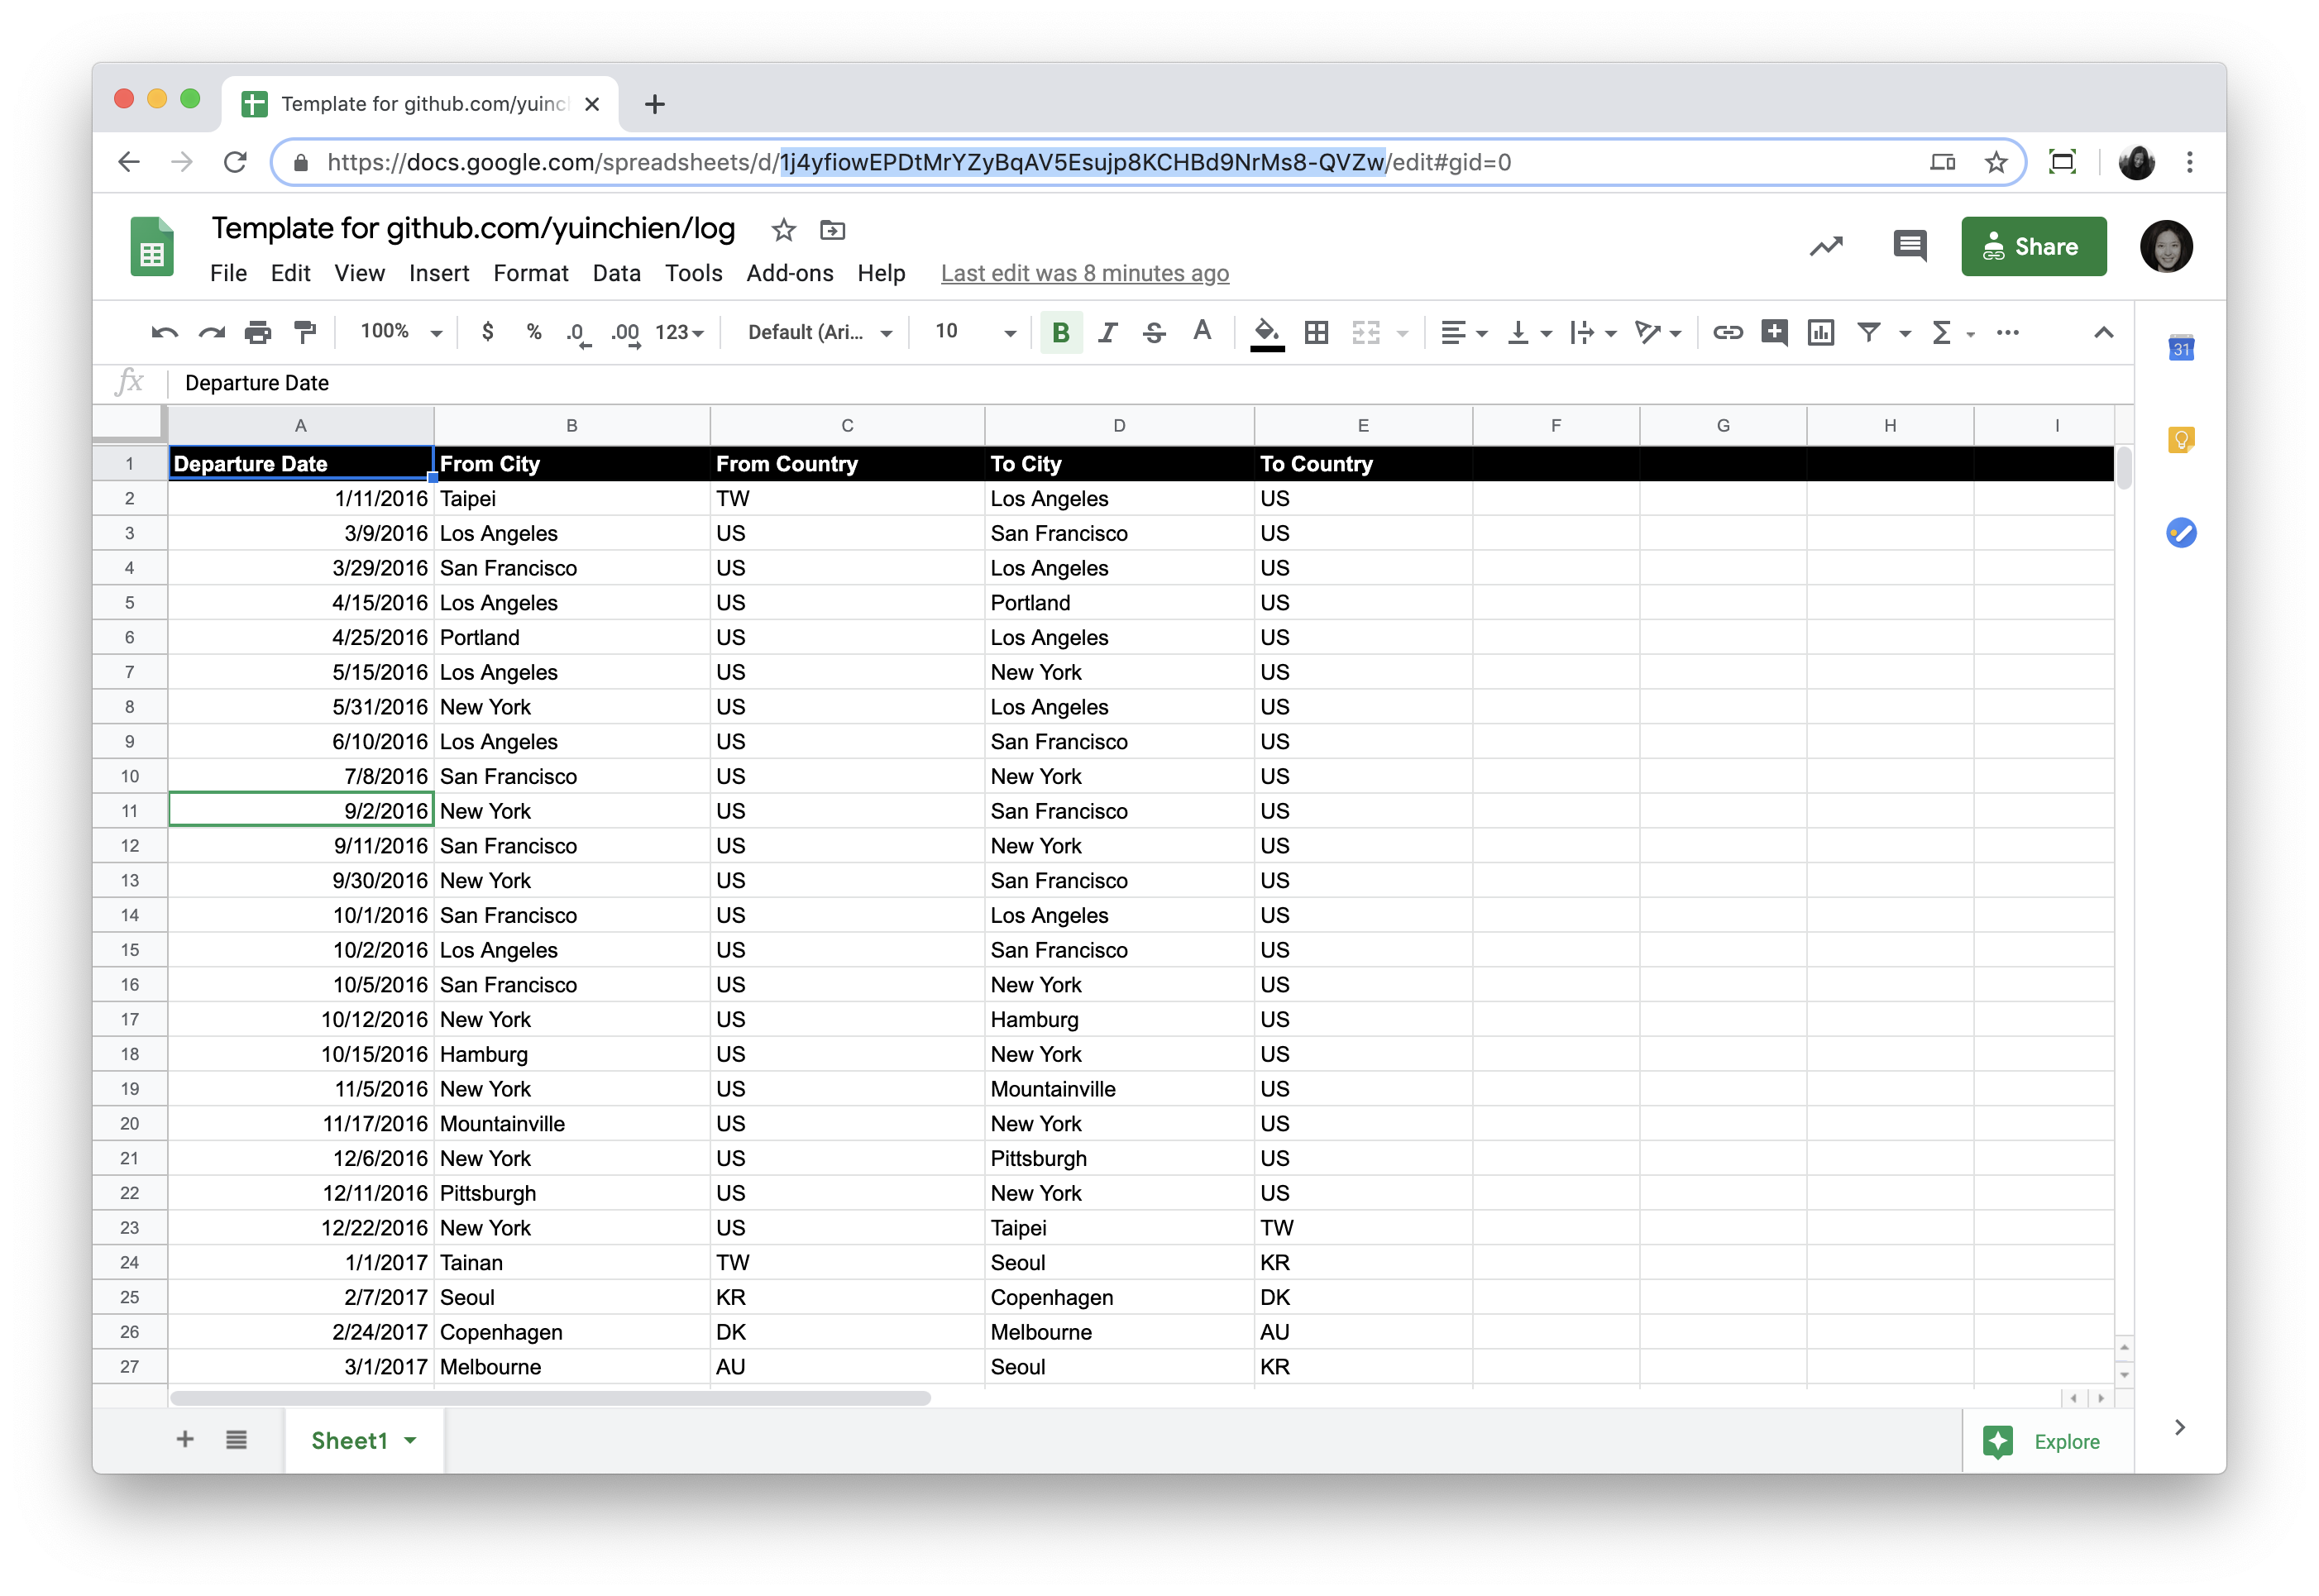 Template for github.com/yuinc
https://docs.google.com/spreadsheets/d/1j4yfiowEPDtMrYZyBqAV5Esujp8KCHBd9NrMs8-QVZw/edit#gid=0
Template for github.com/yuinchien/log
Share
File Edit View Insert Format Data Tools Add-ons Help Last edit was 8 minutes ago
100% $ % .0 .00 123 Default (Ari... 10 B I S A Σ
31
fx Departure Date
A B C D E F G H I
1 Departure Date From City From Country To City To Country
2 1/11/2016 Taipei TW Los Angeles US
3 3/9/2016 Los Angeles US San Francisco US
4 3/29/2016 San Francisco US Los Angeles US
5 4/15/2016 Los Angeles US Portland US
6 4/25/2016 Portland US Los Angeles US
7 5/15/2016 Los Angeles US New York US
8 5/31/2016 New York US Los Angeles US
9 6/10/2016 Los Angeles US San Francisco US
10 7/8/2016 San Francisco US New York US
11 9/2/2016 New York US San Francisco US
12 9/11/2016 San Francisco US New York US
13 9/30/2016 New York US San Francisco US
14 10/1/2016 San Francisco US Los Angeles US
15 10/2/2016 Los Angeles US San Francisco US
16 10/5/2016 San Francisco US New York US
17 10/12/2016 New York US Hamburg US
18 10/15/2016 Hamburg US New York US
19 11/5/2016 New York US Mountainville US
20 11/17/2016 Mountainville US New York US
21 12/6/2016 New York US Pittsburgh US
22 12/11/2016 Pittsburgh US New York US
23 12/22/2016 New York US Taipei TW
24 1/1/2017 Tainan TW Seoul KR
25 2/7/2017 Seoul KR Copenhagen DK
26 2/24/2017 Copenhagen DK Melbourne AU
27 3/1/2017 Melbourne AU Seoul KR
Sheet1
Explore